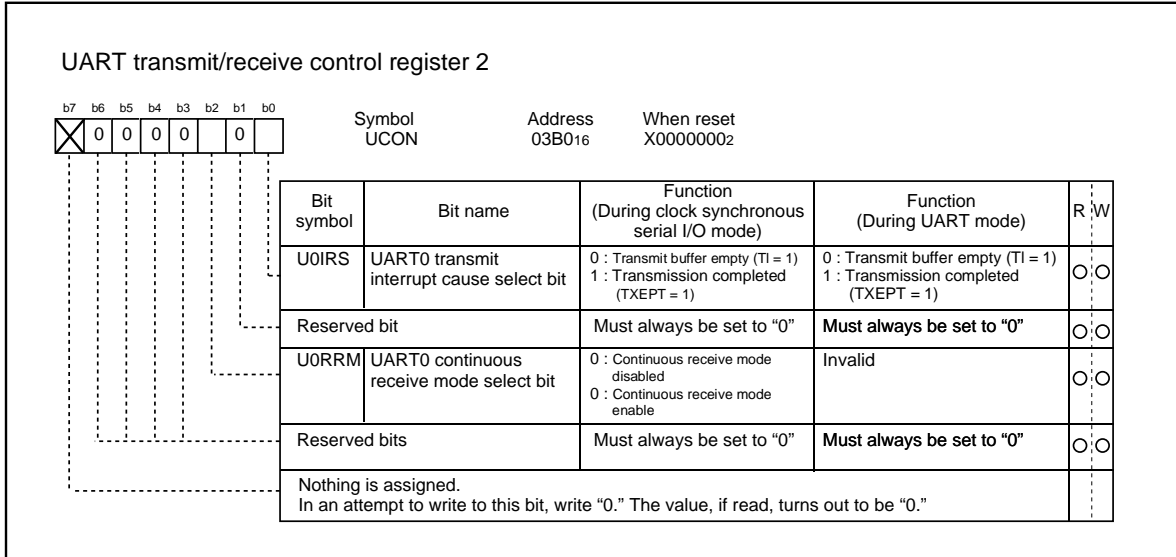 UART transmit/receive control register 2
b7 b6 b5 b4 b3 b2 b1 b0
0 0 0 0 0
Symbol Address When reset
UCON 03B016 X00000002
Bit symbol Bit name Function (During clock synchronous serial I/O mode) Function (During UART mode) R W
U0IRS UART0 transmit interrupt cause select bit
0 : Transmit buffer empty (TI = 1)
1 : Transmission completed
(TXEPT = 1)
0 : Transmit buffer empty (TI = 1)
1 : Transmission completed
(TXEPT = 1)
Reserved bit Must always be set to “0” Must always be set to “0”
U0RRM UART0 continuous receive mode select bit
0 : Continuous receive mode
disabled
0 : Continuous receive mode
enable
Invalid
Reserved bits Must always be set to “0” Must always be set to “0”
Nothing is assigned.
In an attempt to write to this bit, write “0.” The value, if read, turns out to be “0.”